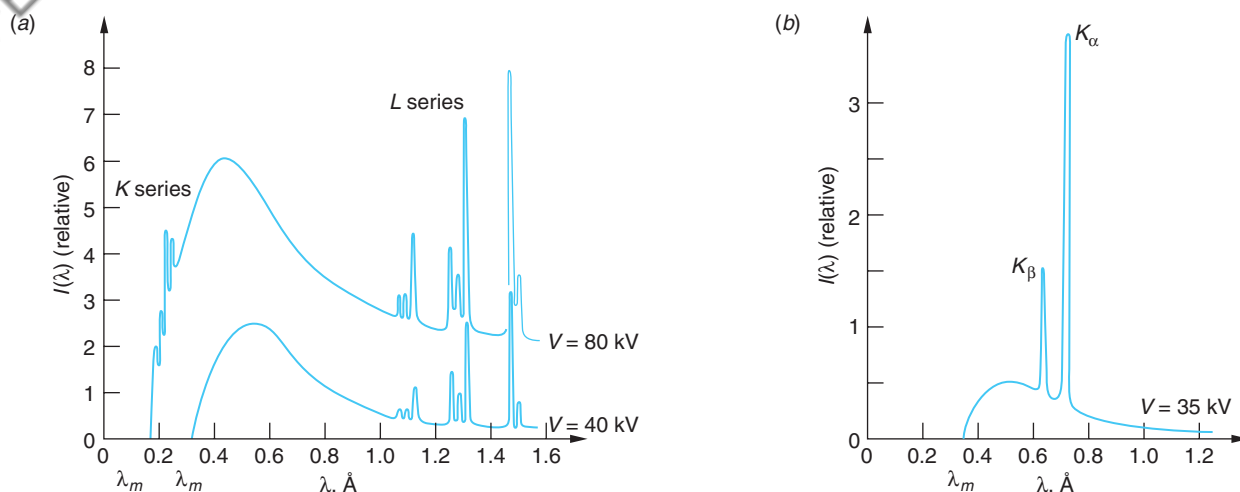 (a)
8
7
6
5
4
3
2
1
0
I(λ) (relative)
K series
L series
V = 80 kV
V = 40 kV
0 0.2 0.4 0.6 0.8 1.0 1.2 1.4 1.6
λm λm λ, Å
(b)
3
2
1
0
I(λ) (relative)
Kα
Kβ
V = 35 kV
0 0.2 0.4 0.6 0.8 1.0 1.2
λm λ, Å